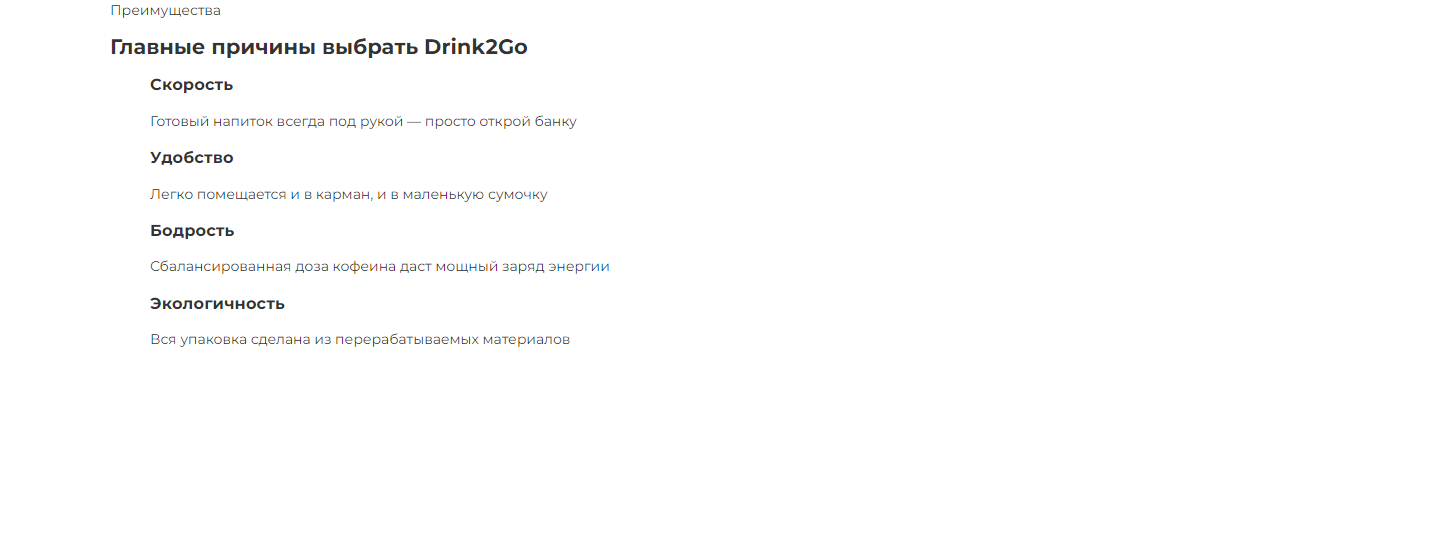 Преимущества
Главные причины выбрать Drink2Go
Скорость
Готовый напиток всегда под рукой — просто открой банку
Удобство
Легко помещается и в карман, и в маленькую сумочку
Бодрость
Сбалансированная доза кофеина даст мощный заряд энергии
Экологичность
Вся упаковка сделана из перерабатываемых материалов